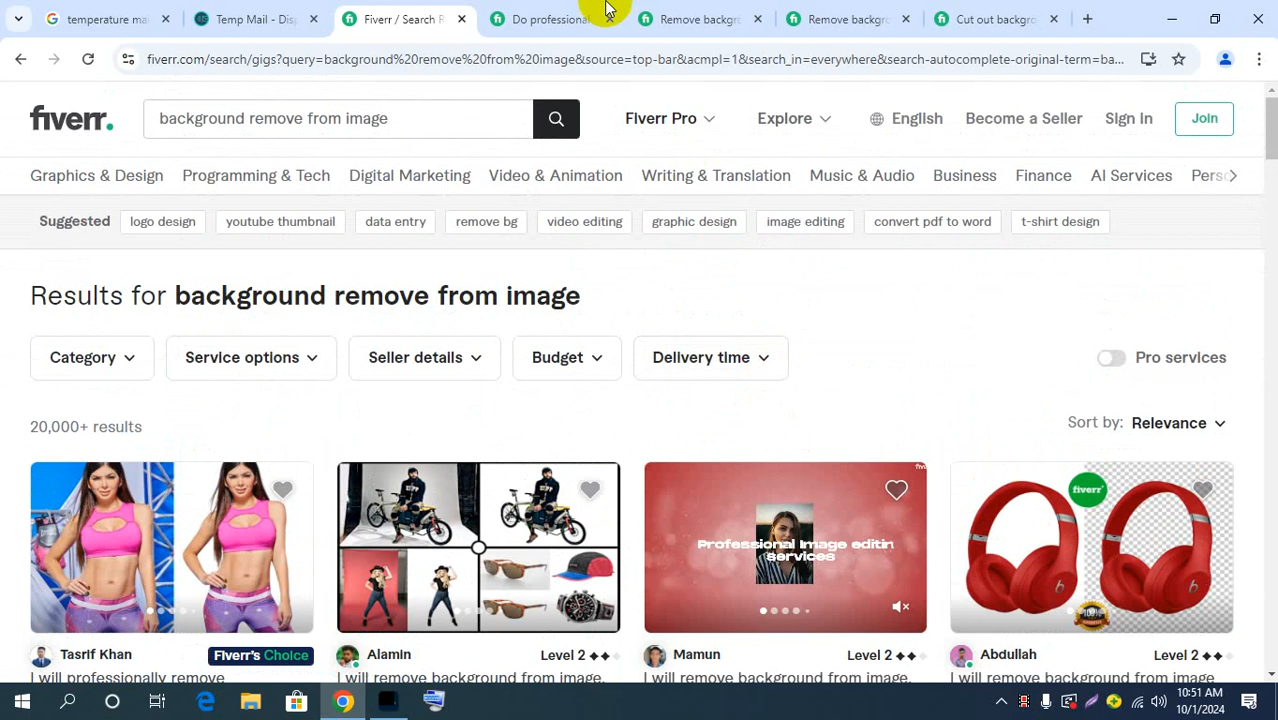 temperature ma
Temp Mail - Disp
Fiverr / Search R
Do professional
Remove backgr
Remove backgr
Cut out backgro
fiverr.com/search/gigs?query=background%20remove%20from%20image&source=top-bar&acmpl=1&search_in=everywhere&search-autocomplete-original-term=ba...
fiverr.
background remove from image
Fiverr Pro
Explore
English
Become a Seller
Sign In
Join
Graphics & Design
Programming & Tech
Digital Marketing
Video & Animation
Writing & Translation
Music & Audio
Business
Finance
AI Services
Perso
Suggested
logo design
youtube thumbnail
data entry
remove bg
video editing
graphic design
image editing
convert pdf to word
t-shirt design
Results for background remove from image
Category
Service options
Seller details
Budget
Delivery time
Pro services
20,000+ results
Sort by: Relevance
Professional Image editin
services
fiverr
Tasrif Khan
Fiverr's Choice
Alamin
Level 2
Mamun
Level 2
Abdullah
Level 2
I will professionally remove
I will remove background from image,
I will remove background from image
I will remove background from image
10:51 AM
10/1/2024